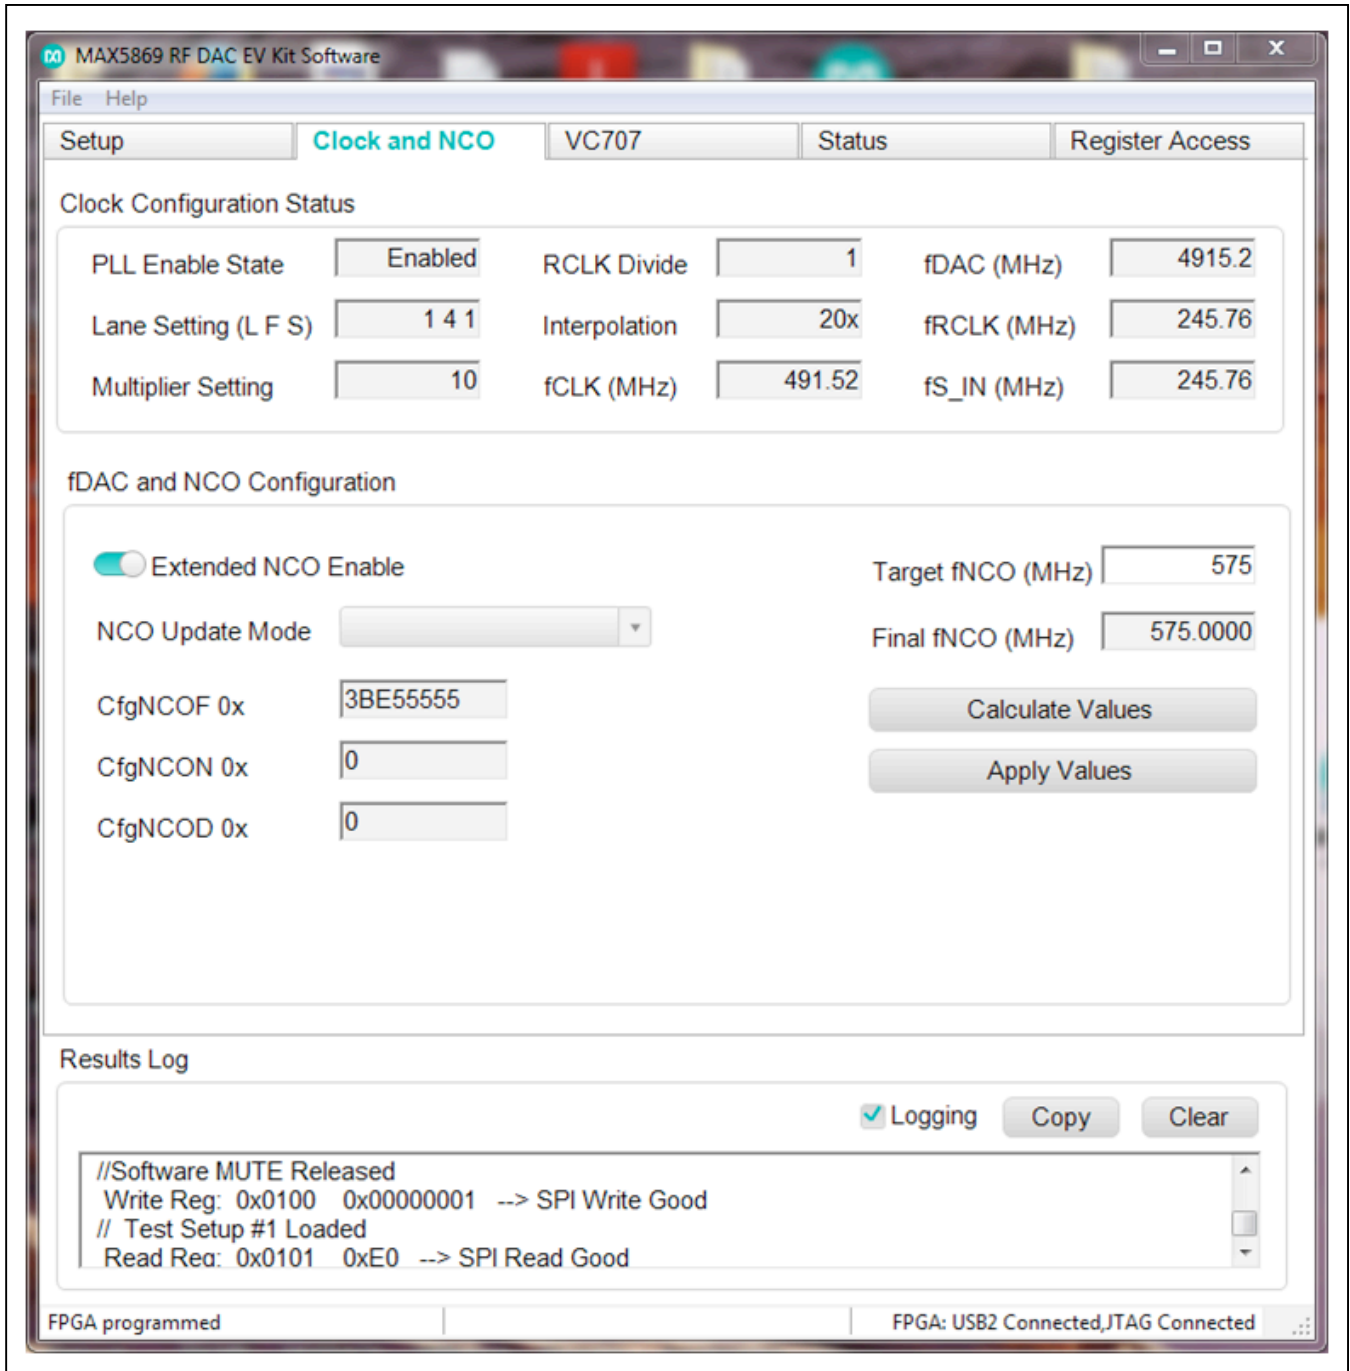 MAX5869 RF DAC EV Kit Software
File Help
Setup Clock and NCO VC707 Status Register Access
Clock Configuration Status
PLL Enable State Enabled RCLK Divide 1 fDAC (MHz) 4915.2
Lane Setting (L F S) 1 4 1 Interpolation 20x fRCLK (MHz) 245.76
Multiplier Setting 10 fCLK (MHz) 491.52 fS_IN (MHz) 245.76
fDAC and NCO Configuration
Extended NCO Enable Target fNCO (MHz) 575
NCO Update Mode Final fNCO (MHz) 575.0000
CfgNCOF 0x 3BE55555 Calculate Values
CfgNCON 0x 0 Apply Values
CfgNCOD 0x 0
Results Log
Logging Copy Clear
//Software MUTE Released
Write Reg: 0x0100 0x00000001 --> SPI Write Good
// Test Setup #1 Loaded
Read Reg: 0x0101 0xE0 --> SPI Read Good
FPGA programmed FPGA: USB2 Connected,JTAG Connected